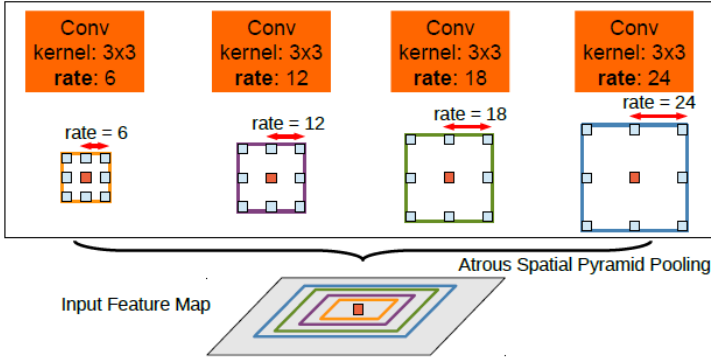 Conv
kernel: 3x3
rate: 6
Conv
kernel: 3x3
rate: 12
Conv
kernel: 3x3
rate: 18
Conv
kernel: 3x3
rate: 24
rate = 6
rate = 12
rate = 18
rate = 24
Atrous Spatial Pyramid Pooling
Input Feature Map